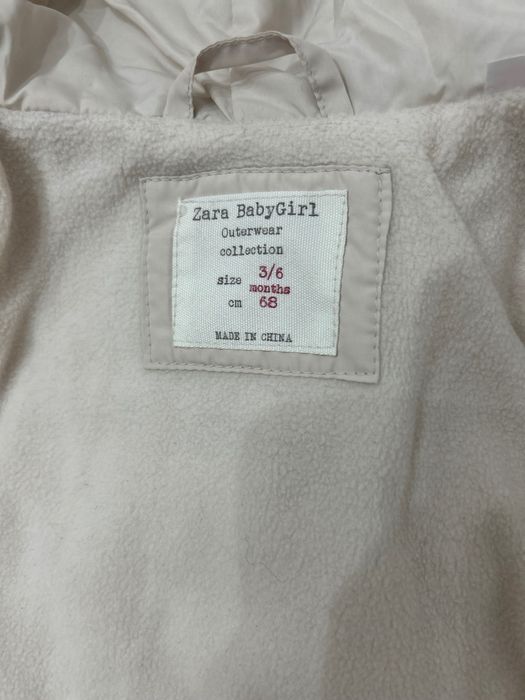 Zara BabyGirl
Outerwear
collection
size 3/6
months
cm 68
MADE IN CHINA